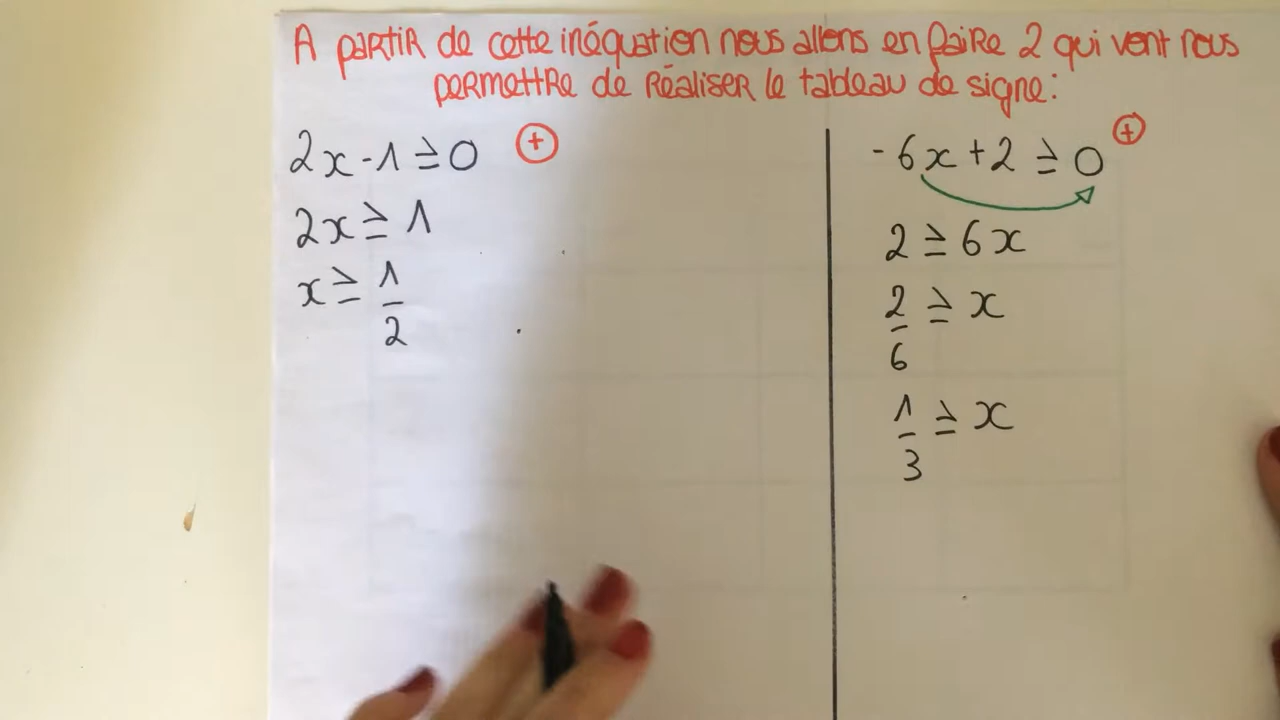 A partir de cette inéquation nous allons en faire 2 qui vont nous
permettre de réaliser le tableau de signe :
2x - 1 ≥ 0 +
2x ≥ 1
x ≥ 1/2
-6x + 2 ≥ 0 +
2 ≥ 6x
2/6 ≥ x
1/3 ≥ x